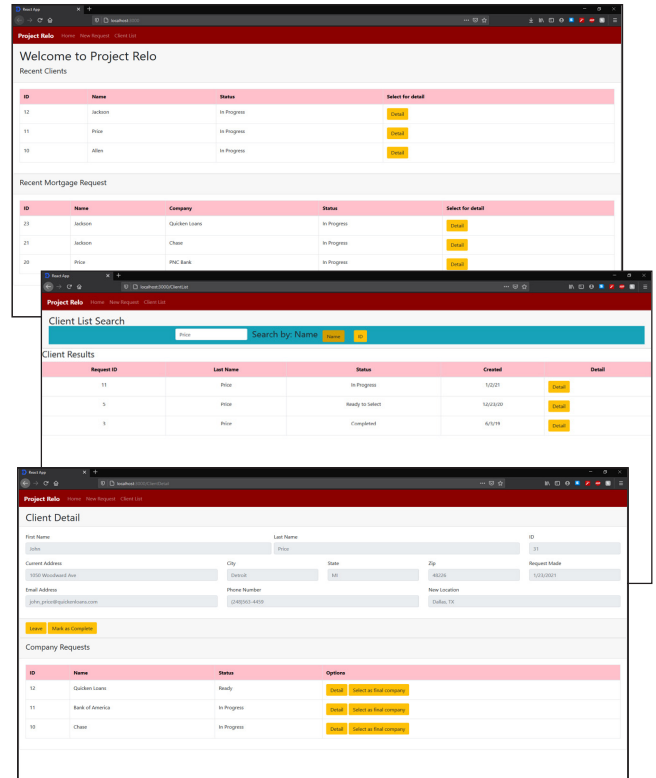 React App
localhost:3000
Project Relo Home New Request Client List
Welcome to Project Relo
Recent Clients
ID Name Status Select for detail
12 Jackson In Progress Detail
11 Price In Progress Detail
10 Allen In Progress Detail
Recent Mortgage Request
ID Name Company Status Select for detail
23 Jackson Quicken Loans In Progress Detail
21 Jackson Chase In Progress Detail
20 Price PNC Bank In Progress Detail
React App
localhost:3000/ClientList
Project Relo Home New Request Client List
Client List Search
Price Search by: Name Name ID
Client Results
Request ID Last Name Status Created Detail
11 Price In Progress 1/2/21 Detail
5 Price Ready to Select 12/23/20 Detail
3 Price Completed 6/3/19 Detail
React App
localhost:3000/ClientDetail
Project Relo Home New Request Client List
Client Detail
First Name Last Name ID
John Price 31
Current Address City State Zip Request Made
1050 Woodward Ave Detroit MI 48226 1/23/2021
Email Address Phone Number New Location
john_price@quickenloans.com (248)563-4459 Dallas, TX
Leave Mark as Complete
Company Requests
ID Name Status Options
12 Quicken Loans Ready Detail Select as final company
11 Bank of America In Progress Detail Select as final company
10 Chase In Progress Detail Select as final company